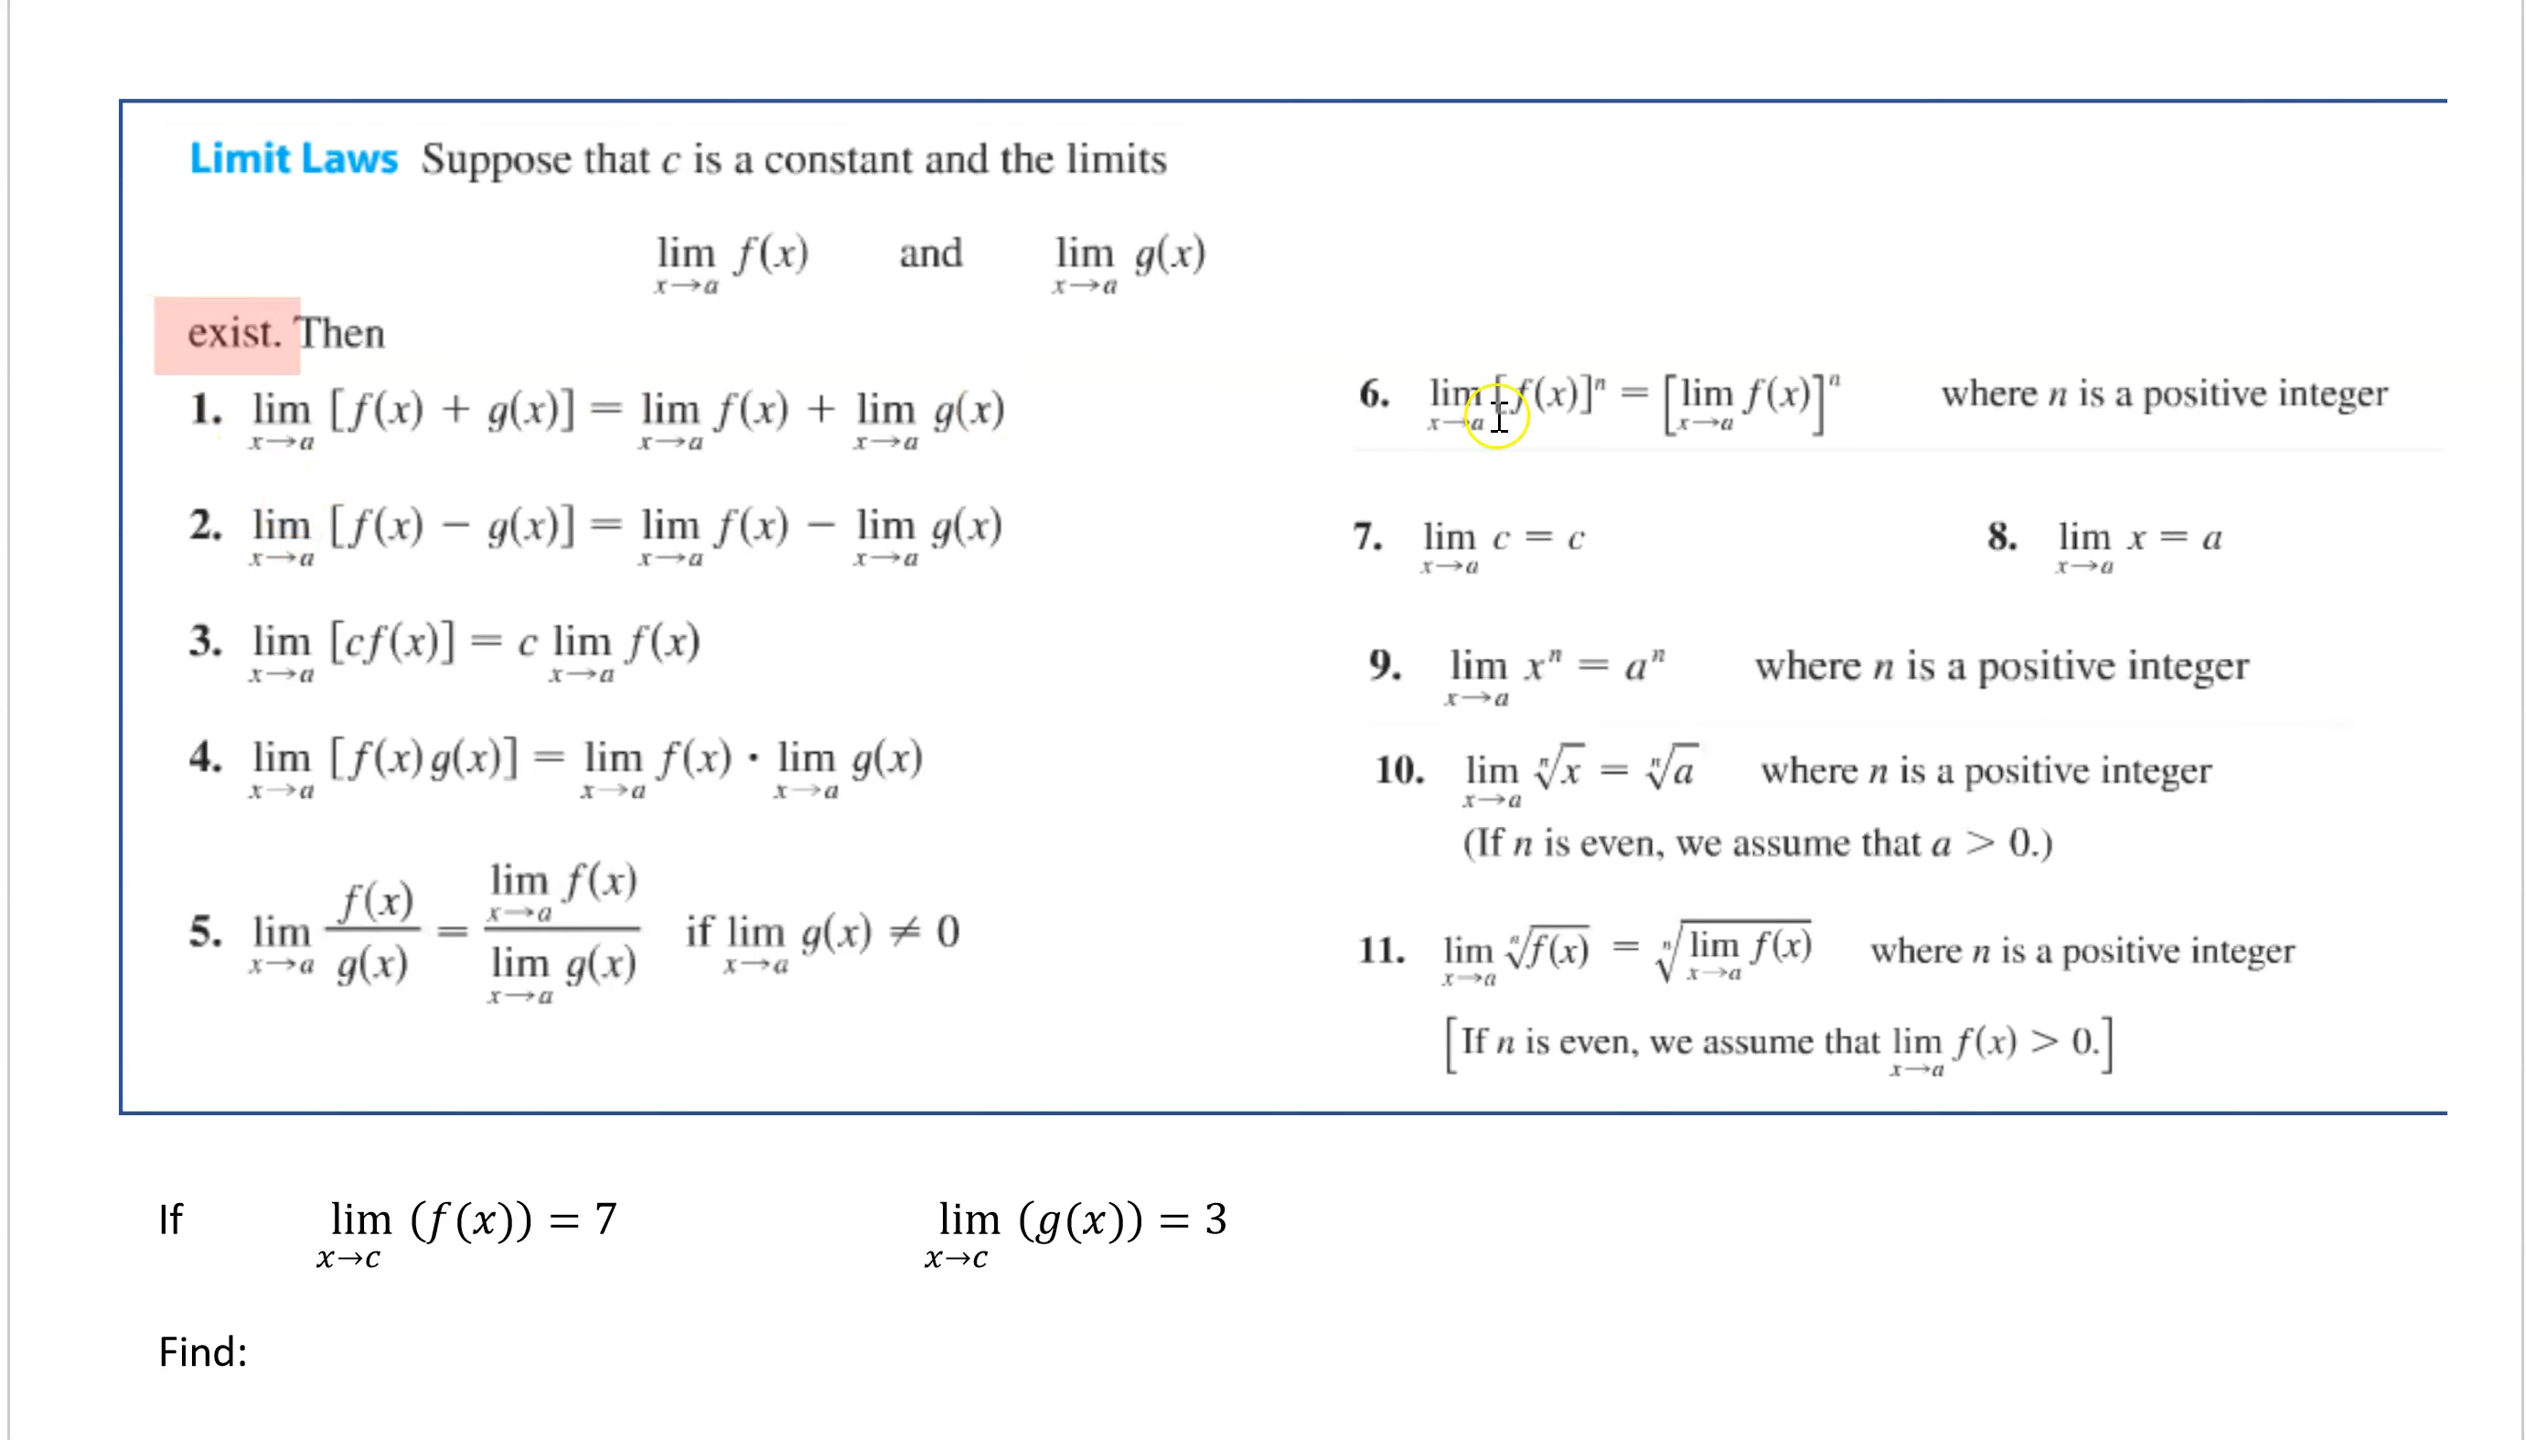 Limit Laws Suppose that c is a constant and the limits
lim x→a f(x) and lim x→a g(x)
exist. Then
1. lim x→a [f(x) + g(x)] = lim x→a f(x) + lim x→a g(x)
2. lim x→a [f(x) − g(x)] = lim x→a f(x) − lim x→a g(x)
3. lim x→a [cf(x)] = c lim x→a f(x)
4. lim x→a [f(x)g(x)] = lim x→a f(x) · lim x→a g(x)
5. lim x→a f(x)/g(x) = lim x→a f(x) / lim x→a g(x) if lim x→a g(x) ≠ 0
6. lim x→a [f(x)]ⁿ = [lim x→a f(x)]ⁿ where n is a positive integer
7. lim x→a c = c 8. lim x→a x = a
9. lim x→a xⁿ = aⁿ where n is a positive integer
10. lim x→a ⁿ√x = ⁿ√a where n is a positive integer
(If n is even, we assume that a > 0.)
11. lim x→a ⁿ√f(x) = ⁿ√lim x→a f(x) where n is a positive integer
[If n is even, we assume that lim x→a f(x) > 0.]
If lim x→c (f(x)) = 7 lim x→c (g(x)) = 3
Find: